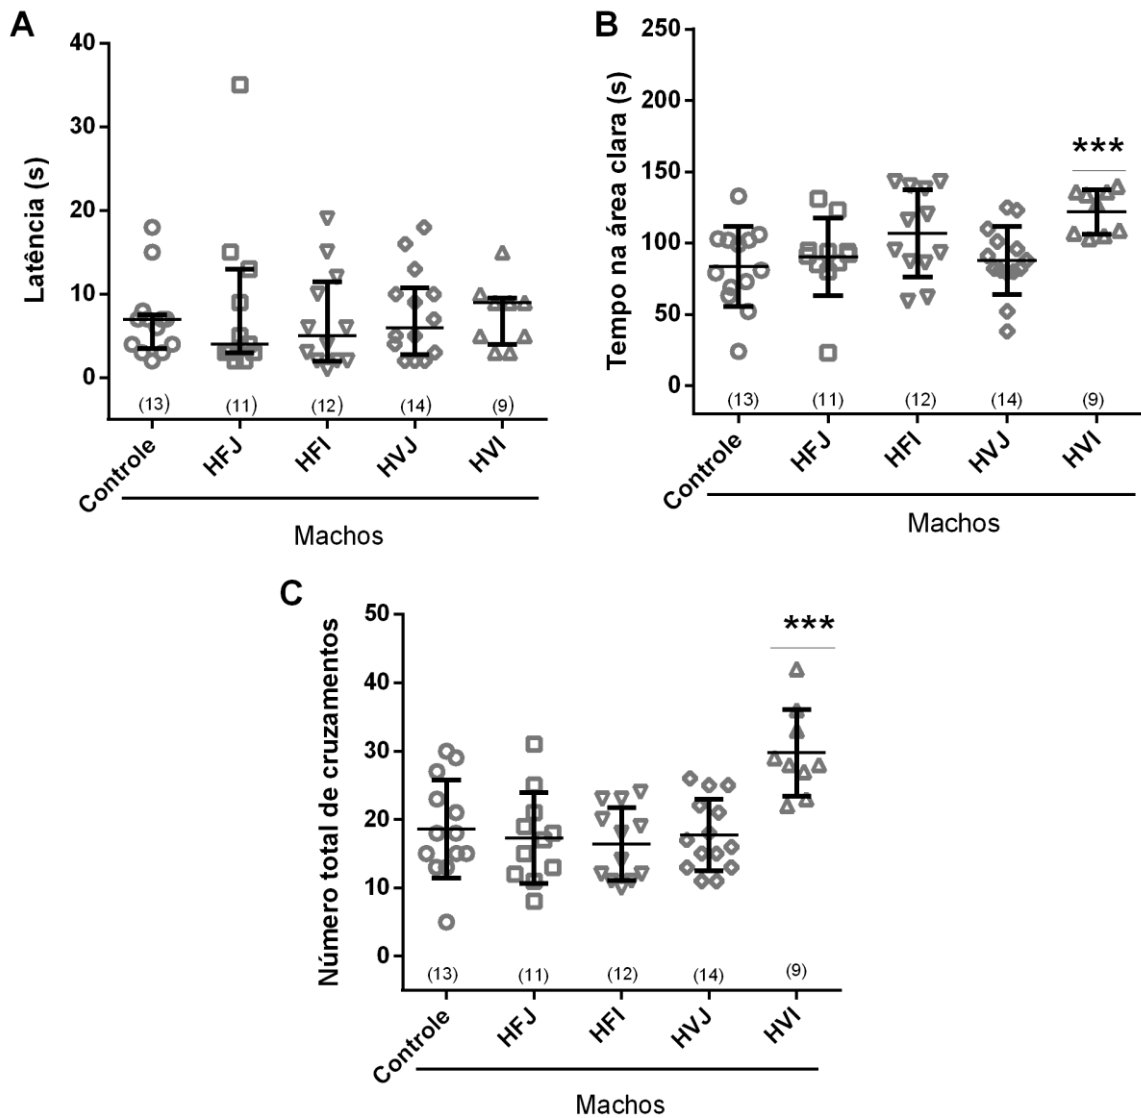 A
Latência (s)
40
30
20
10
0
(13) (11) (12) (14) (9)
Controle HFJ HFI HVJ HVI
Machos
B
Tempo na área clara (s)
250
200
150
100
50
0
***
(13) (11) (12) (14) (9)
Controle HFJ HFI HVJ HVI
Machos
C
Número total de cruzamentos
50
40
30
20
10
0
***
(13) (11) (12) (14) (9)
Controle HFJ HFI HVJ HVI
Machos